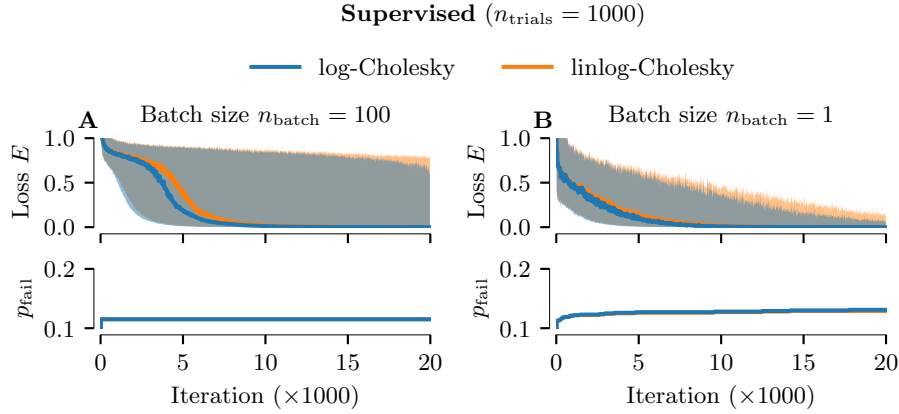 Supervised (n_trials = 1000)
log-Cholesky linlog-Cholesky
A Batch size n_batch = 100
Loss E
1.0
0.5
0.0
p_fail
0.2
0.1
0 5 10 15 20
Iteration (×1000)
B Batch size n_batch = 1
Loss E
1.0
0.5
0.0
p_fail
0.2
0.1
0 5 10 15 20
Iteration (×1000)